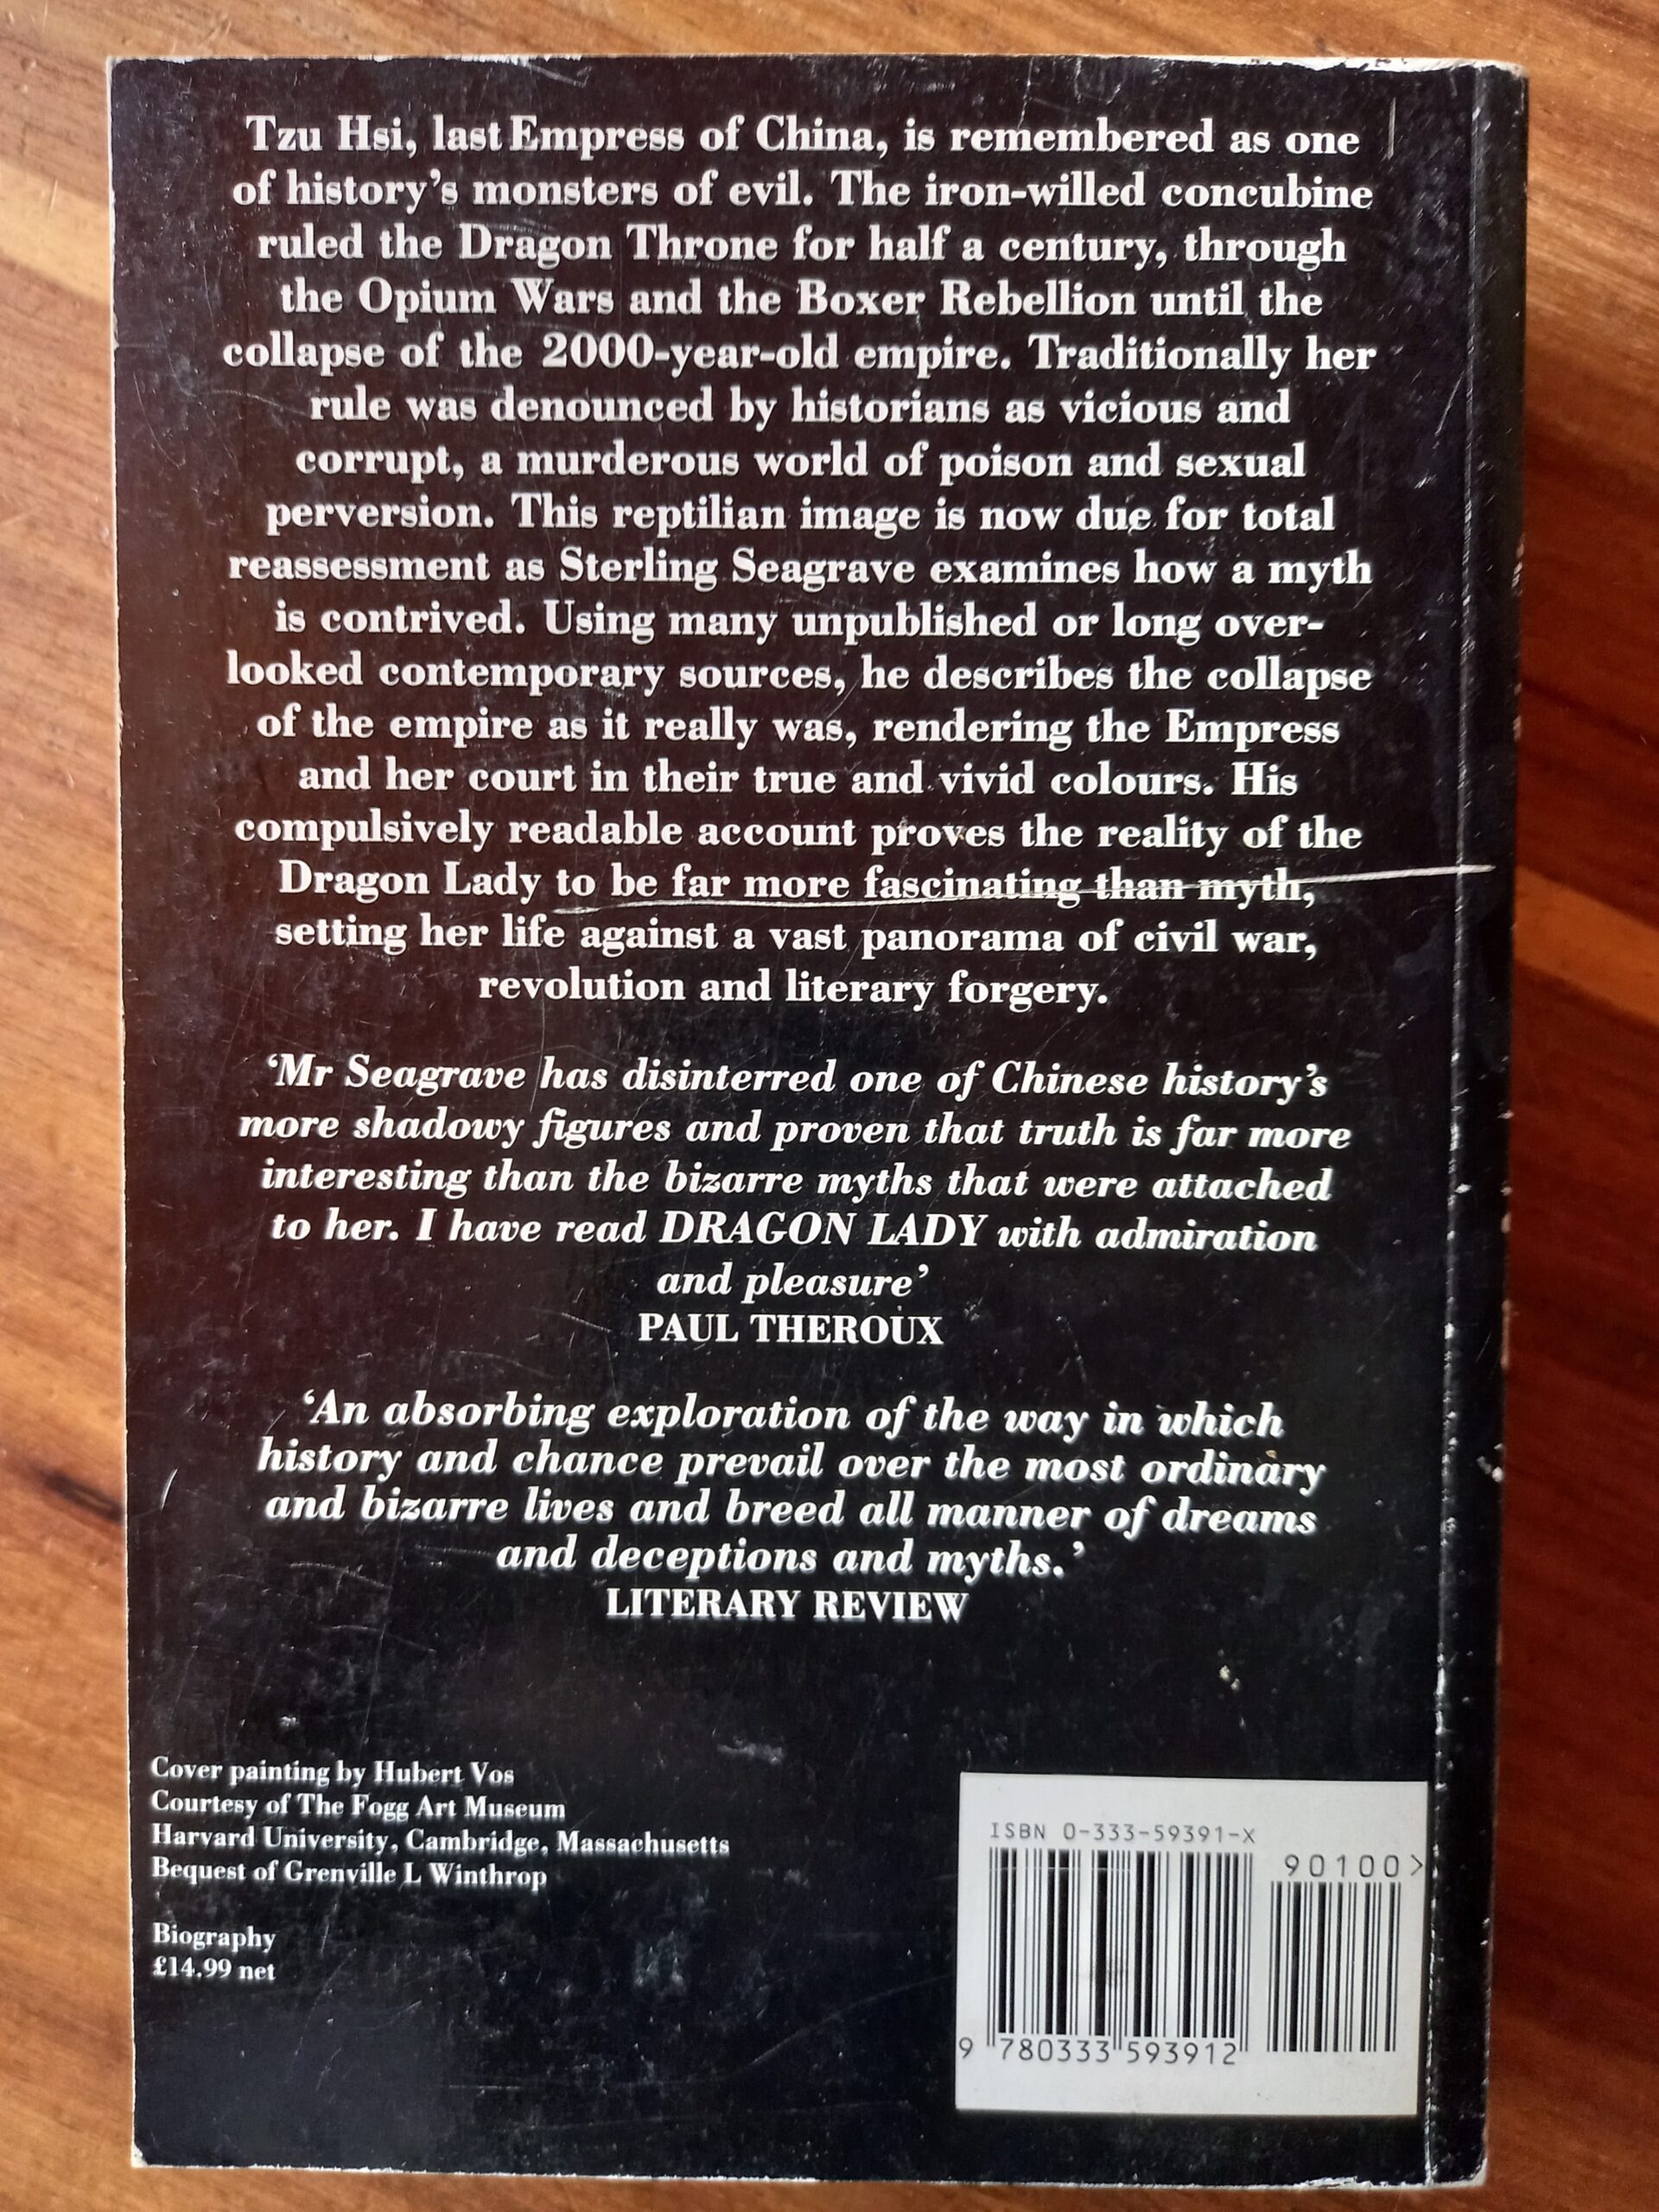 Tzu Hsi, last Empress of China, is remembered as one
of history's monsters of evil. The iron-willed concubine
ruled the Dragon Throne for half a century, through
the Opium Wars and the Boxer Rebellion until the
collapse of the 2000-year-old empire. Traditionally her
rule was denounced by historians as vicious and
corrupt, a murderous world of poison and sexual
perversion. This reptilian image is now due for total
reassessment as Sterling Seagrave examines how a myth
is contrived. Using many unpublished or long over-
looked contemporary sources, he describes the collapse
of the empire as it really was, rendering the Empress
and her court in their true and vivid colours. His
compulsively readable account proves the reality of the
Dragon Lady to be far more fascinating than myth,
setting her life against a vast panorama of civil war,
revolution and literary forgery.
‘Mr Seagrave has disinterred one of Chinese history's
more shadowy figures and proven that truth is far more
interesting than the bizarre myths that were attached
to her. I have read DRAGON LADY with admiration
and pleasure’
PAUL THEROUX
‘An absorbing exploration of the way in which
history and chance prevail over the most ordinary
and bizarre lives and breed all manner of dreams
and deceptions and myths.’
LITERARY REVIEW
Cover painting by Hubert Vos
Courtesy of The Fogg Art Museum
Harvard University, Cambridge, Massachusetts
Bequest of Grenville L Winthrop
Biography
£14.99 net
ISBN 0-333-59391-X
90100>
9 780333 593912